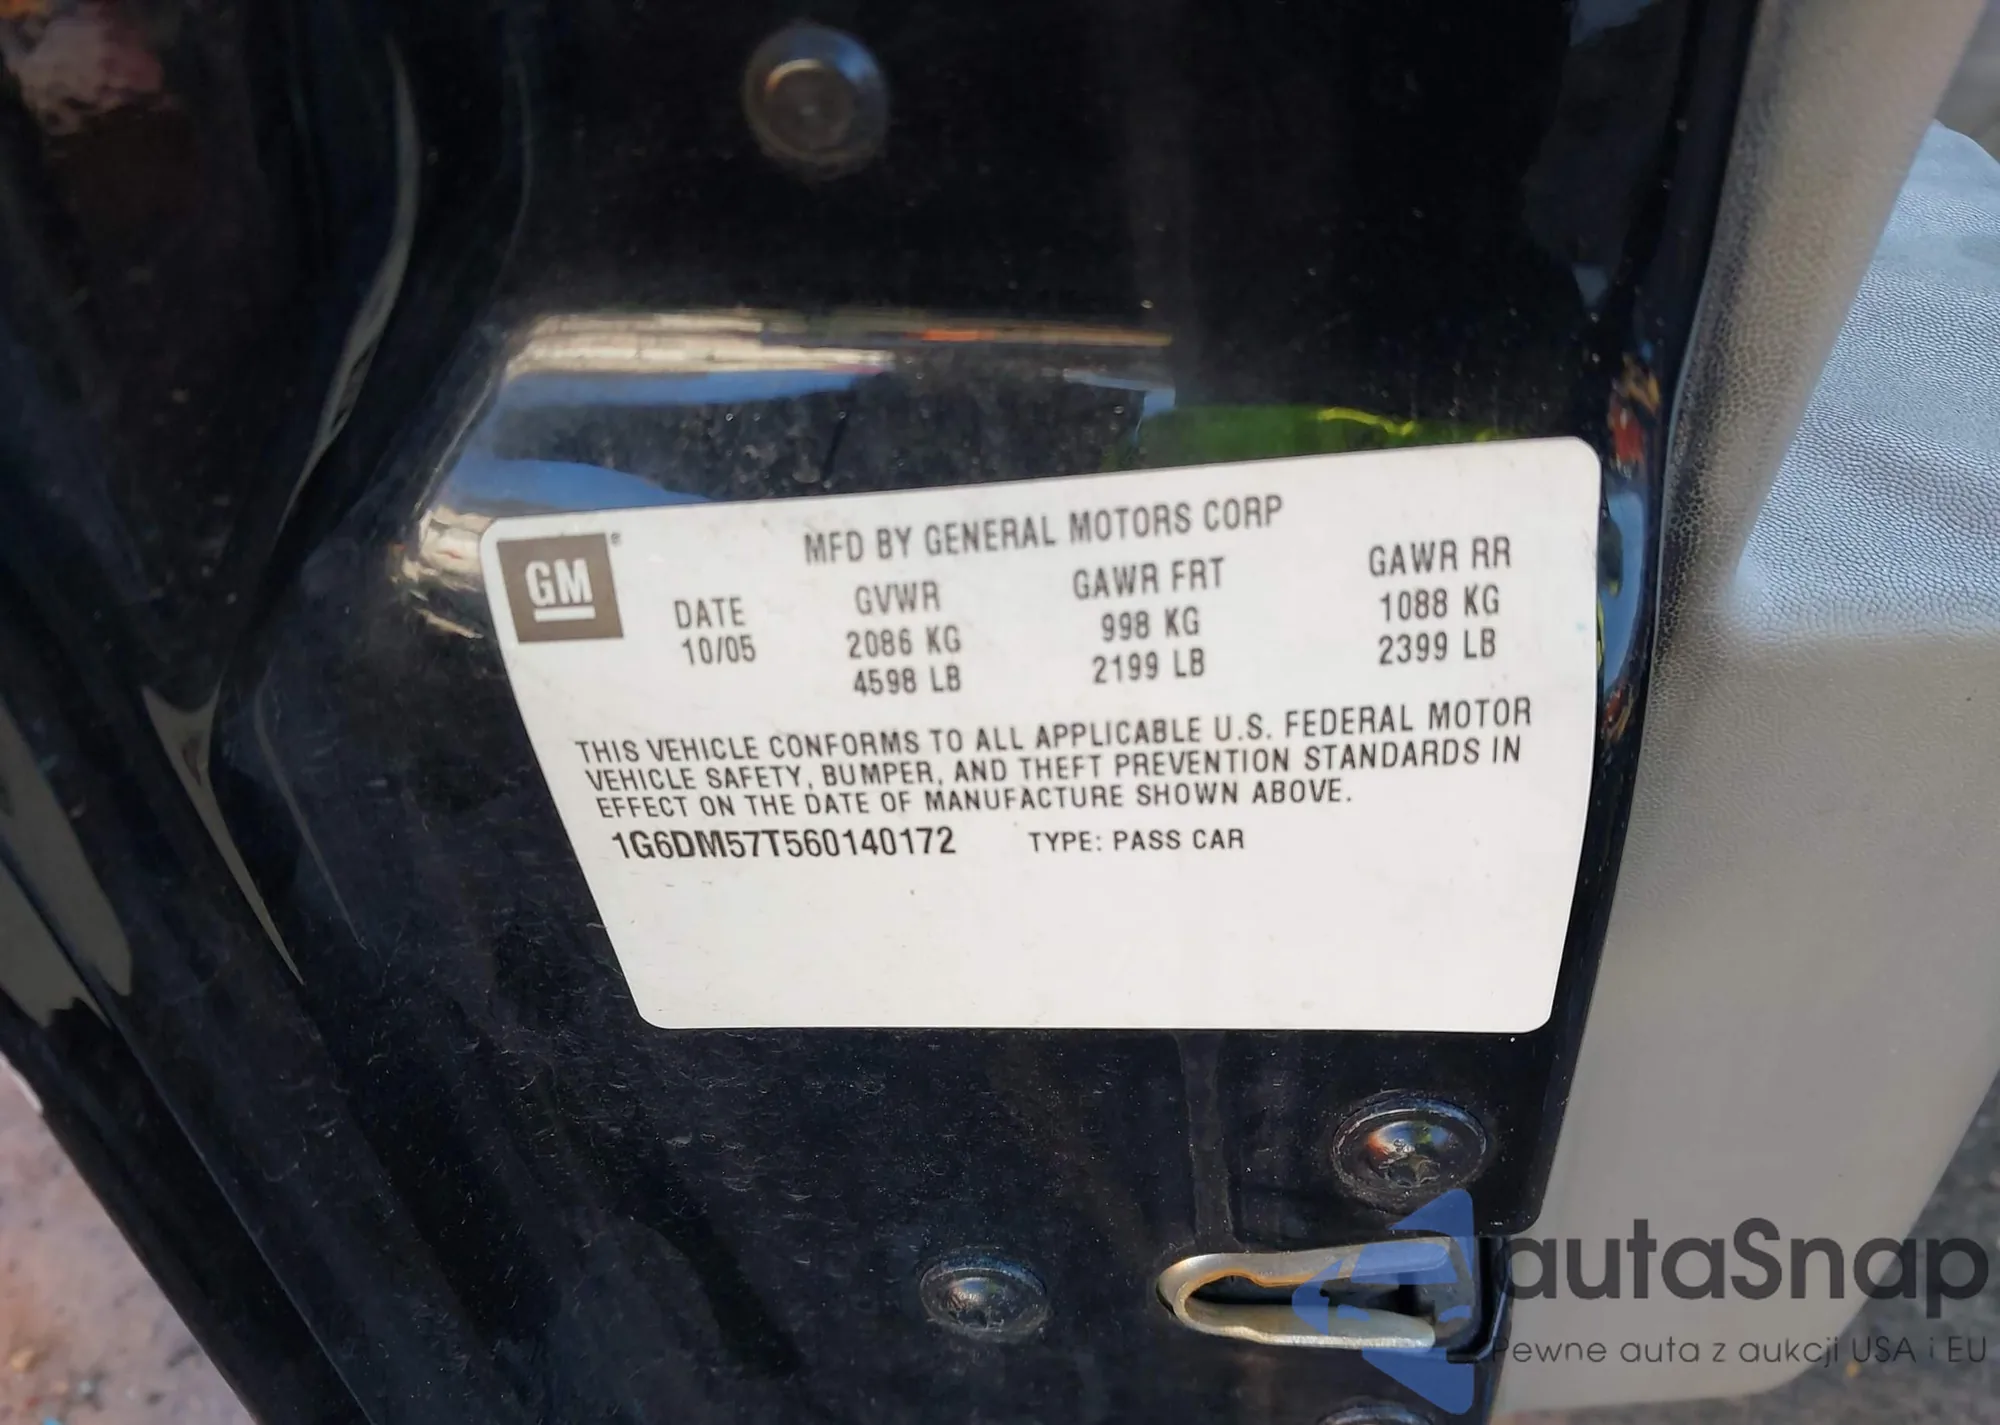 MFD BY GENERAL MOTORS CORP
GM®
DATE GVWR GAWR FRT GAWR RR
10/05 2086 KG 998 KG 1088 KG
4598 LB 2199 LB 2399 LB
THIS VEHICLE CONFORMS TO ALL APPLICABLE U.S. FEDERAL MOTOR
VEHICLE SAFETY, BUMPER, AND THEFT PREVENTION STANDARDS IN
EFFECT ON THE DATE OF MANUFACTURE SHOWN ABOVE.
1G6DM57T560140172 TYPE: PASS CAR
autaSnap
Pewne auta z aukcji USA i EU